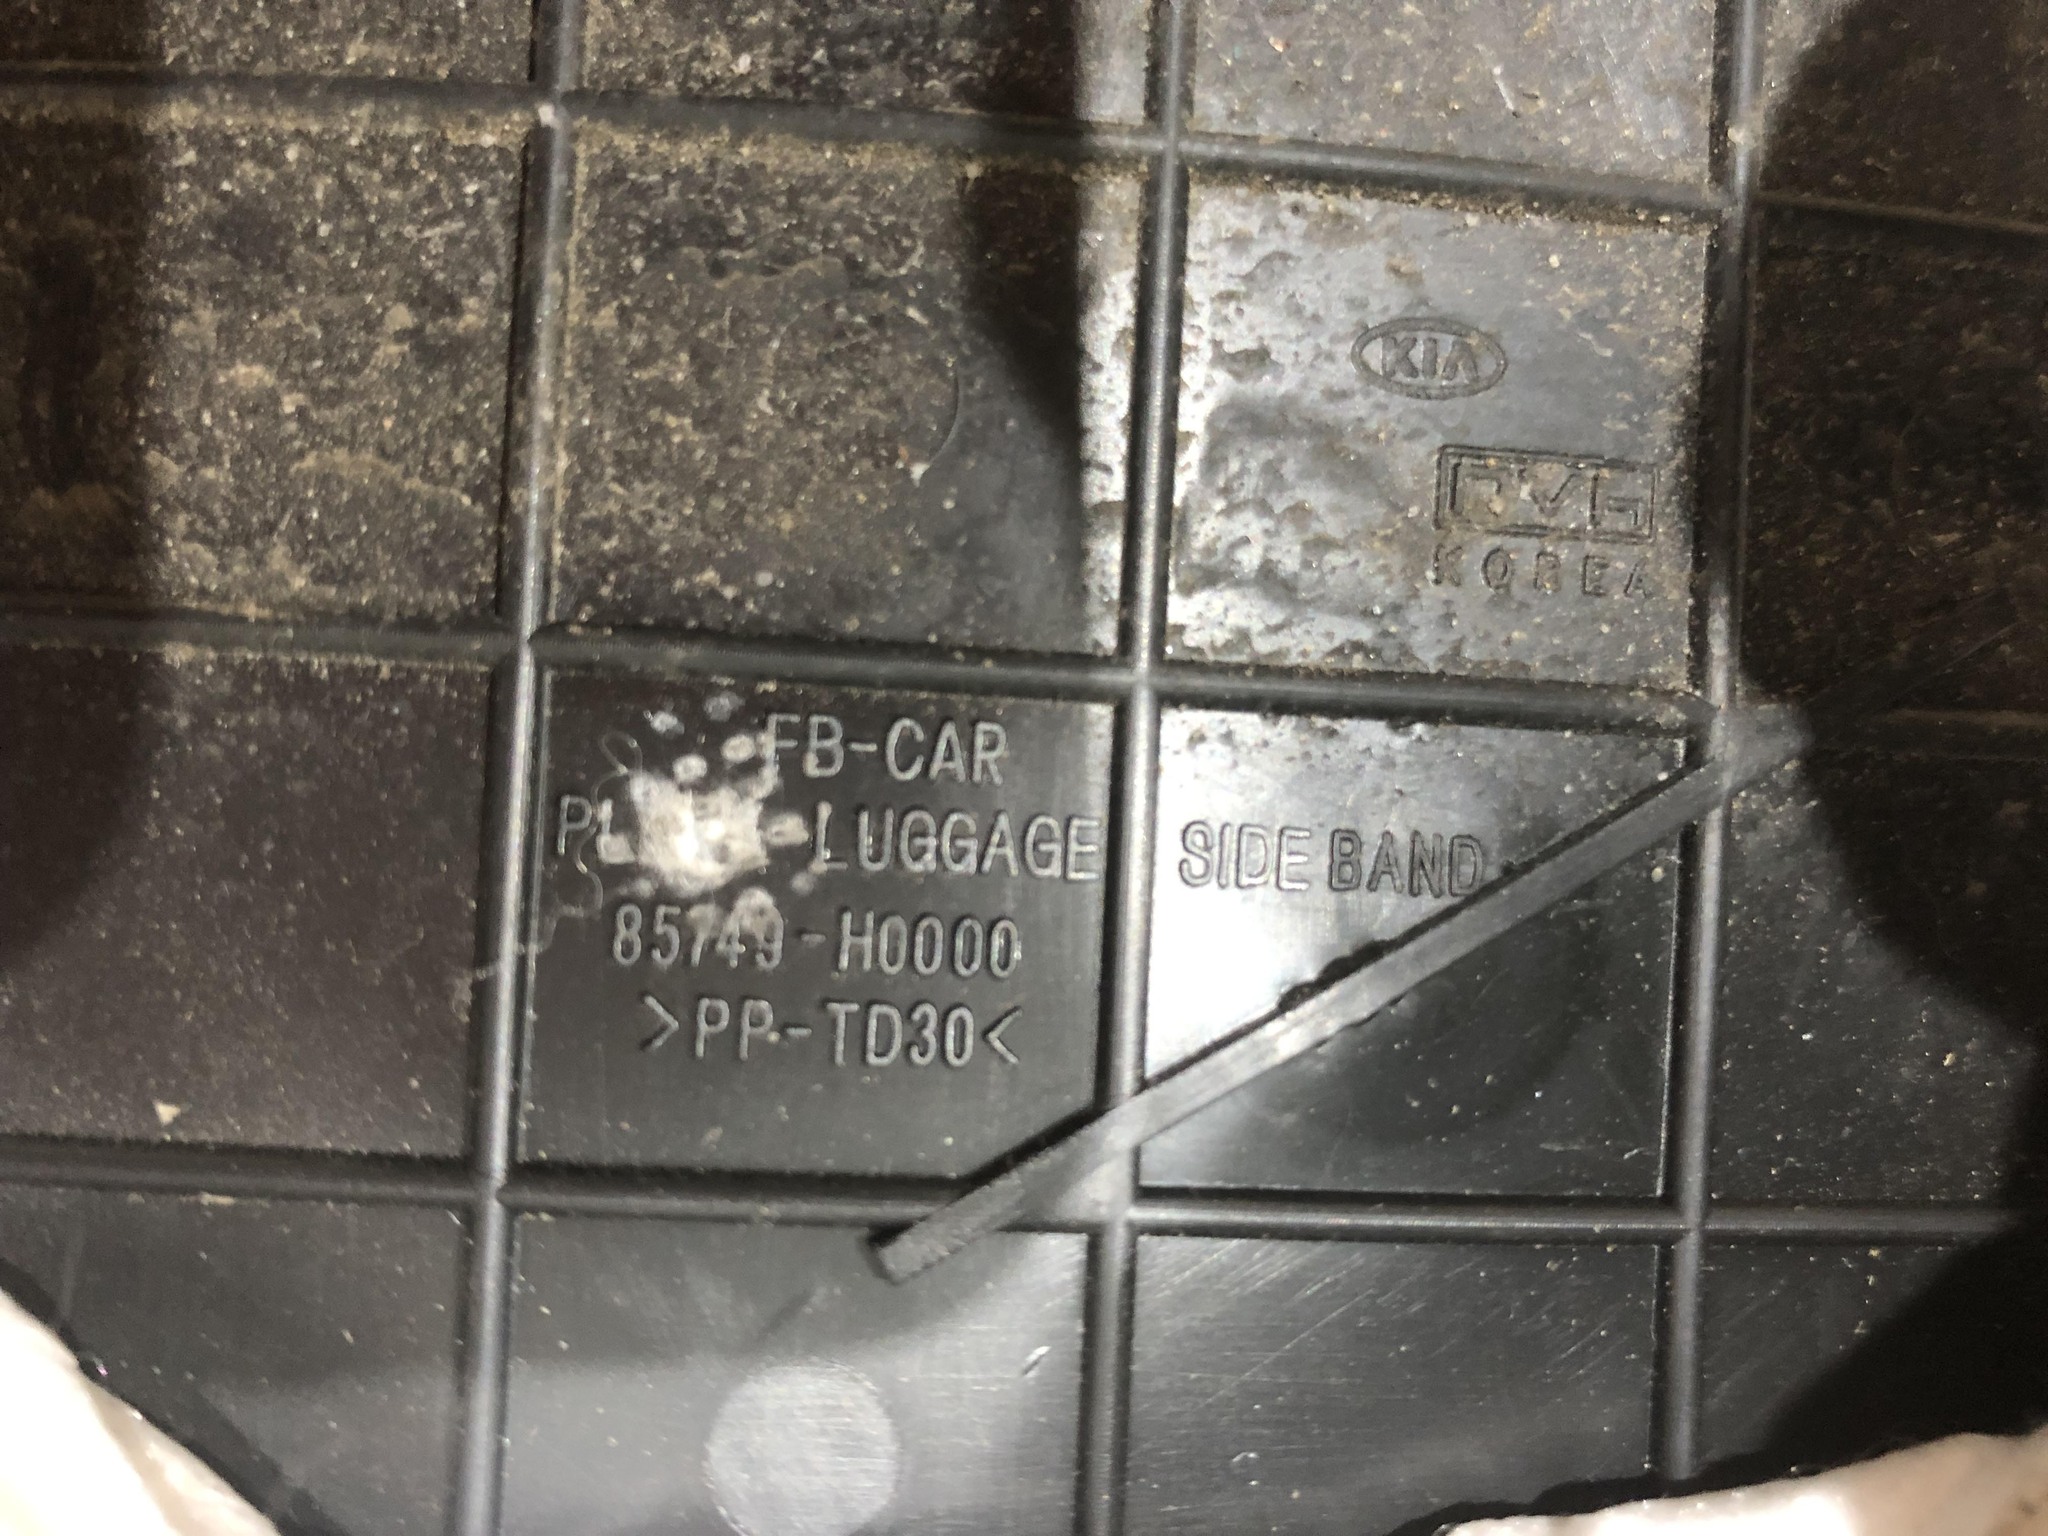 KIA
KOREA
FB-CAR
LUGGAGE SIDE BAND
85749-H0000
>PP-TD30<